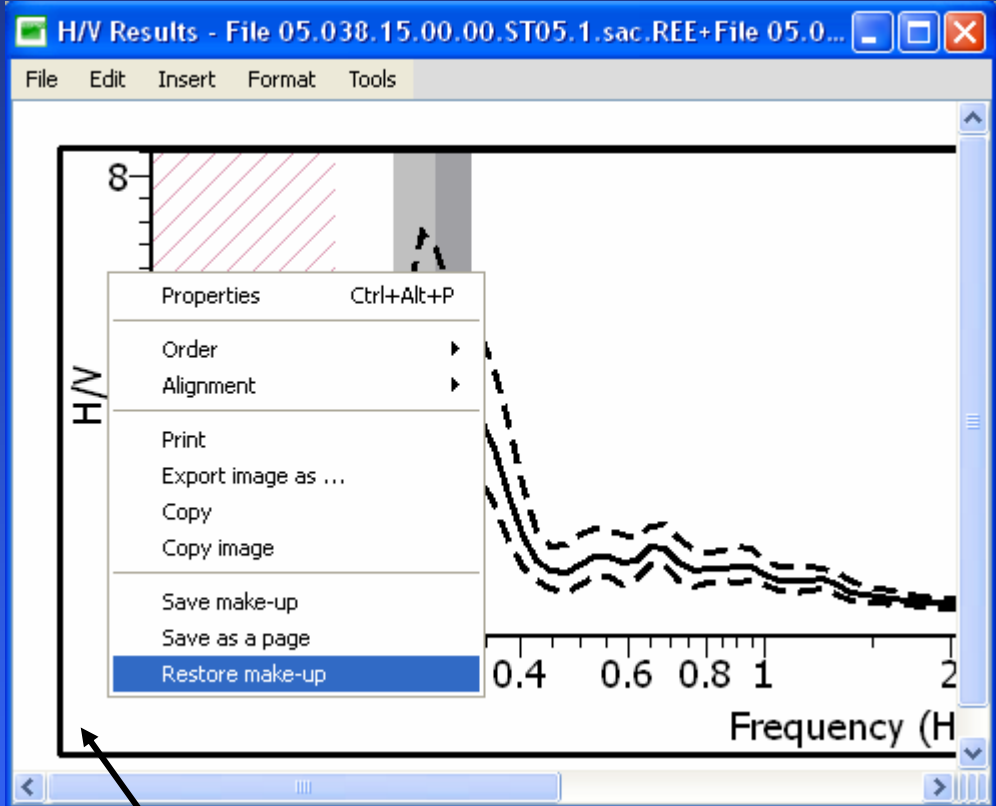 H/V Results - File 05.038.15.00.00.ST05.1.sac.REE+File 05.0...
File Edit Insert Format Tools
8
Properties Ctrl+Alt+P
Order
Alignment
H/V
Print
Export image as ...
Copy
Copy image
Save make-up
Save as a page
Restore make-up
0.4 0.6 0.8 1 2
Frequency (H